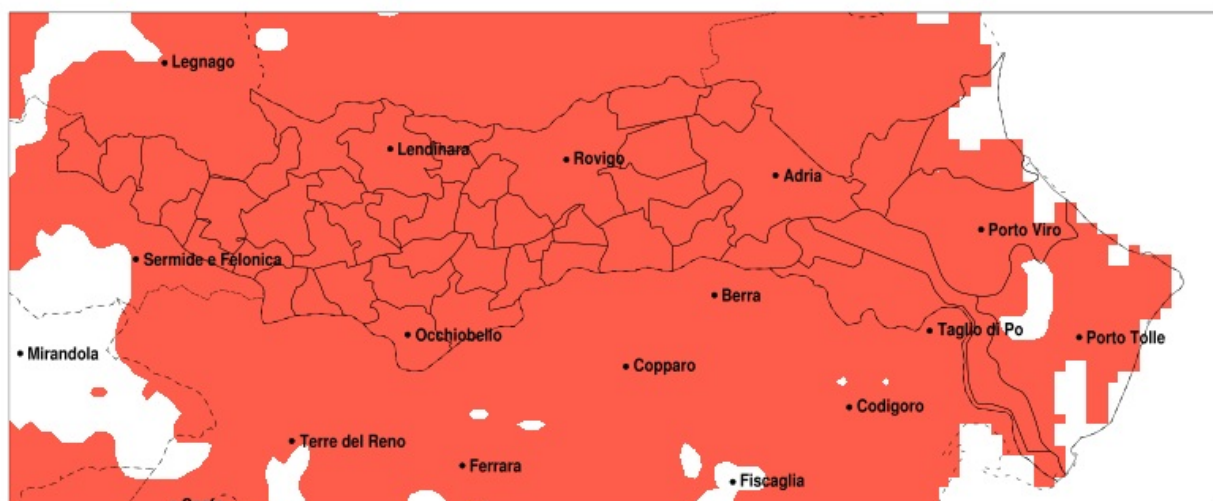 Legnago
Lendinara
Rovigo
Adria
Porto Viro
Sermide e Felonica
Berra
Taglio di Po
Porto Tolle
Occhiobello
Mirandola
Copparo
Codigoro
Terre del Reno
Ferrara
Fiscaglia